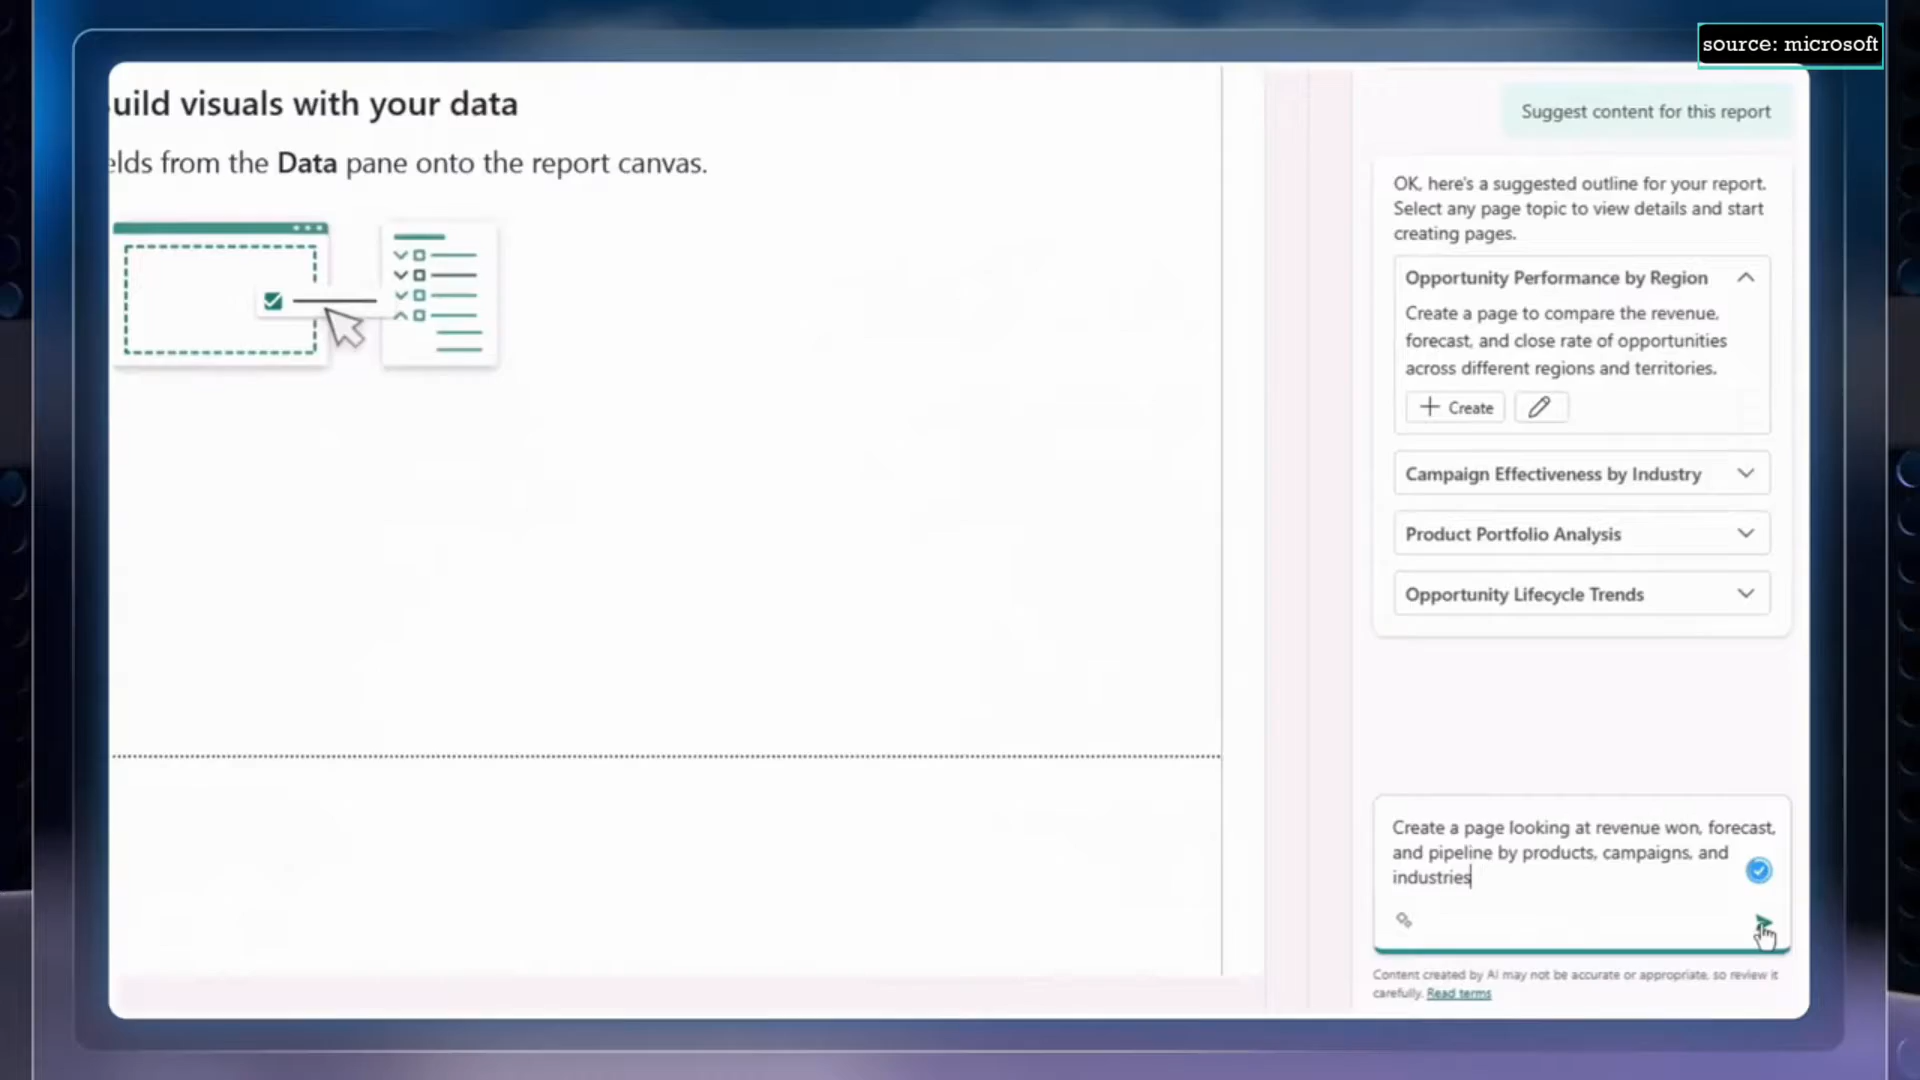 source: microsoft
uild visuals with your data
elds from the Data pane onto the report canvas.
Suggest content for this report
OK, here's a suggested outline for your report.
Select any page topic to view details and start
creating pages.
Opportunity Performance by Region
Create a page to compare the revenue,
forecast, and close rate of opportunities
across different regions and territories.
Create
Campaign Effectiveness by Industry
Product Portfolio Analysis
Opportunity Lifecycle Trends
Create a page looking at revenue won, forecast,
and pipeline by products, campaigns, and
industries
Content created by AI may not be accurate or appropriate, so review it
carefully. Read terms